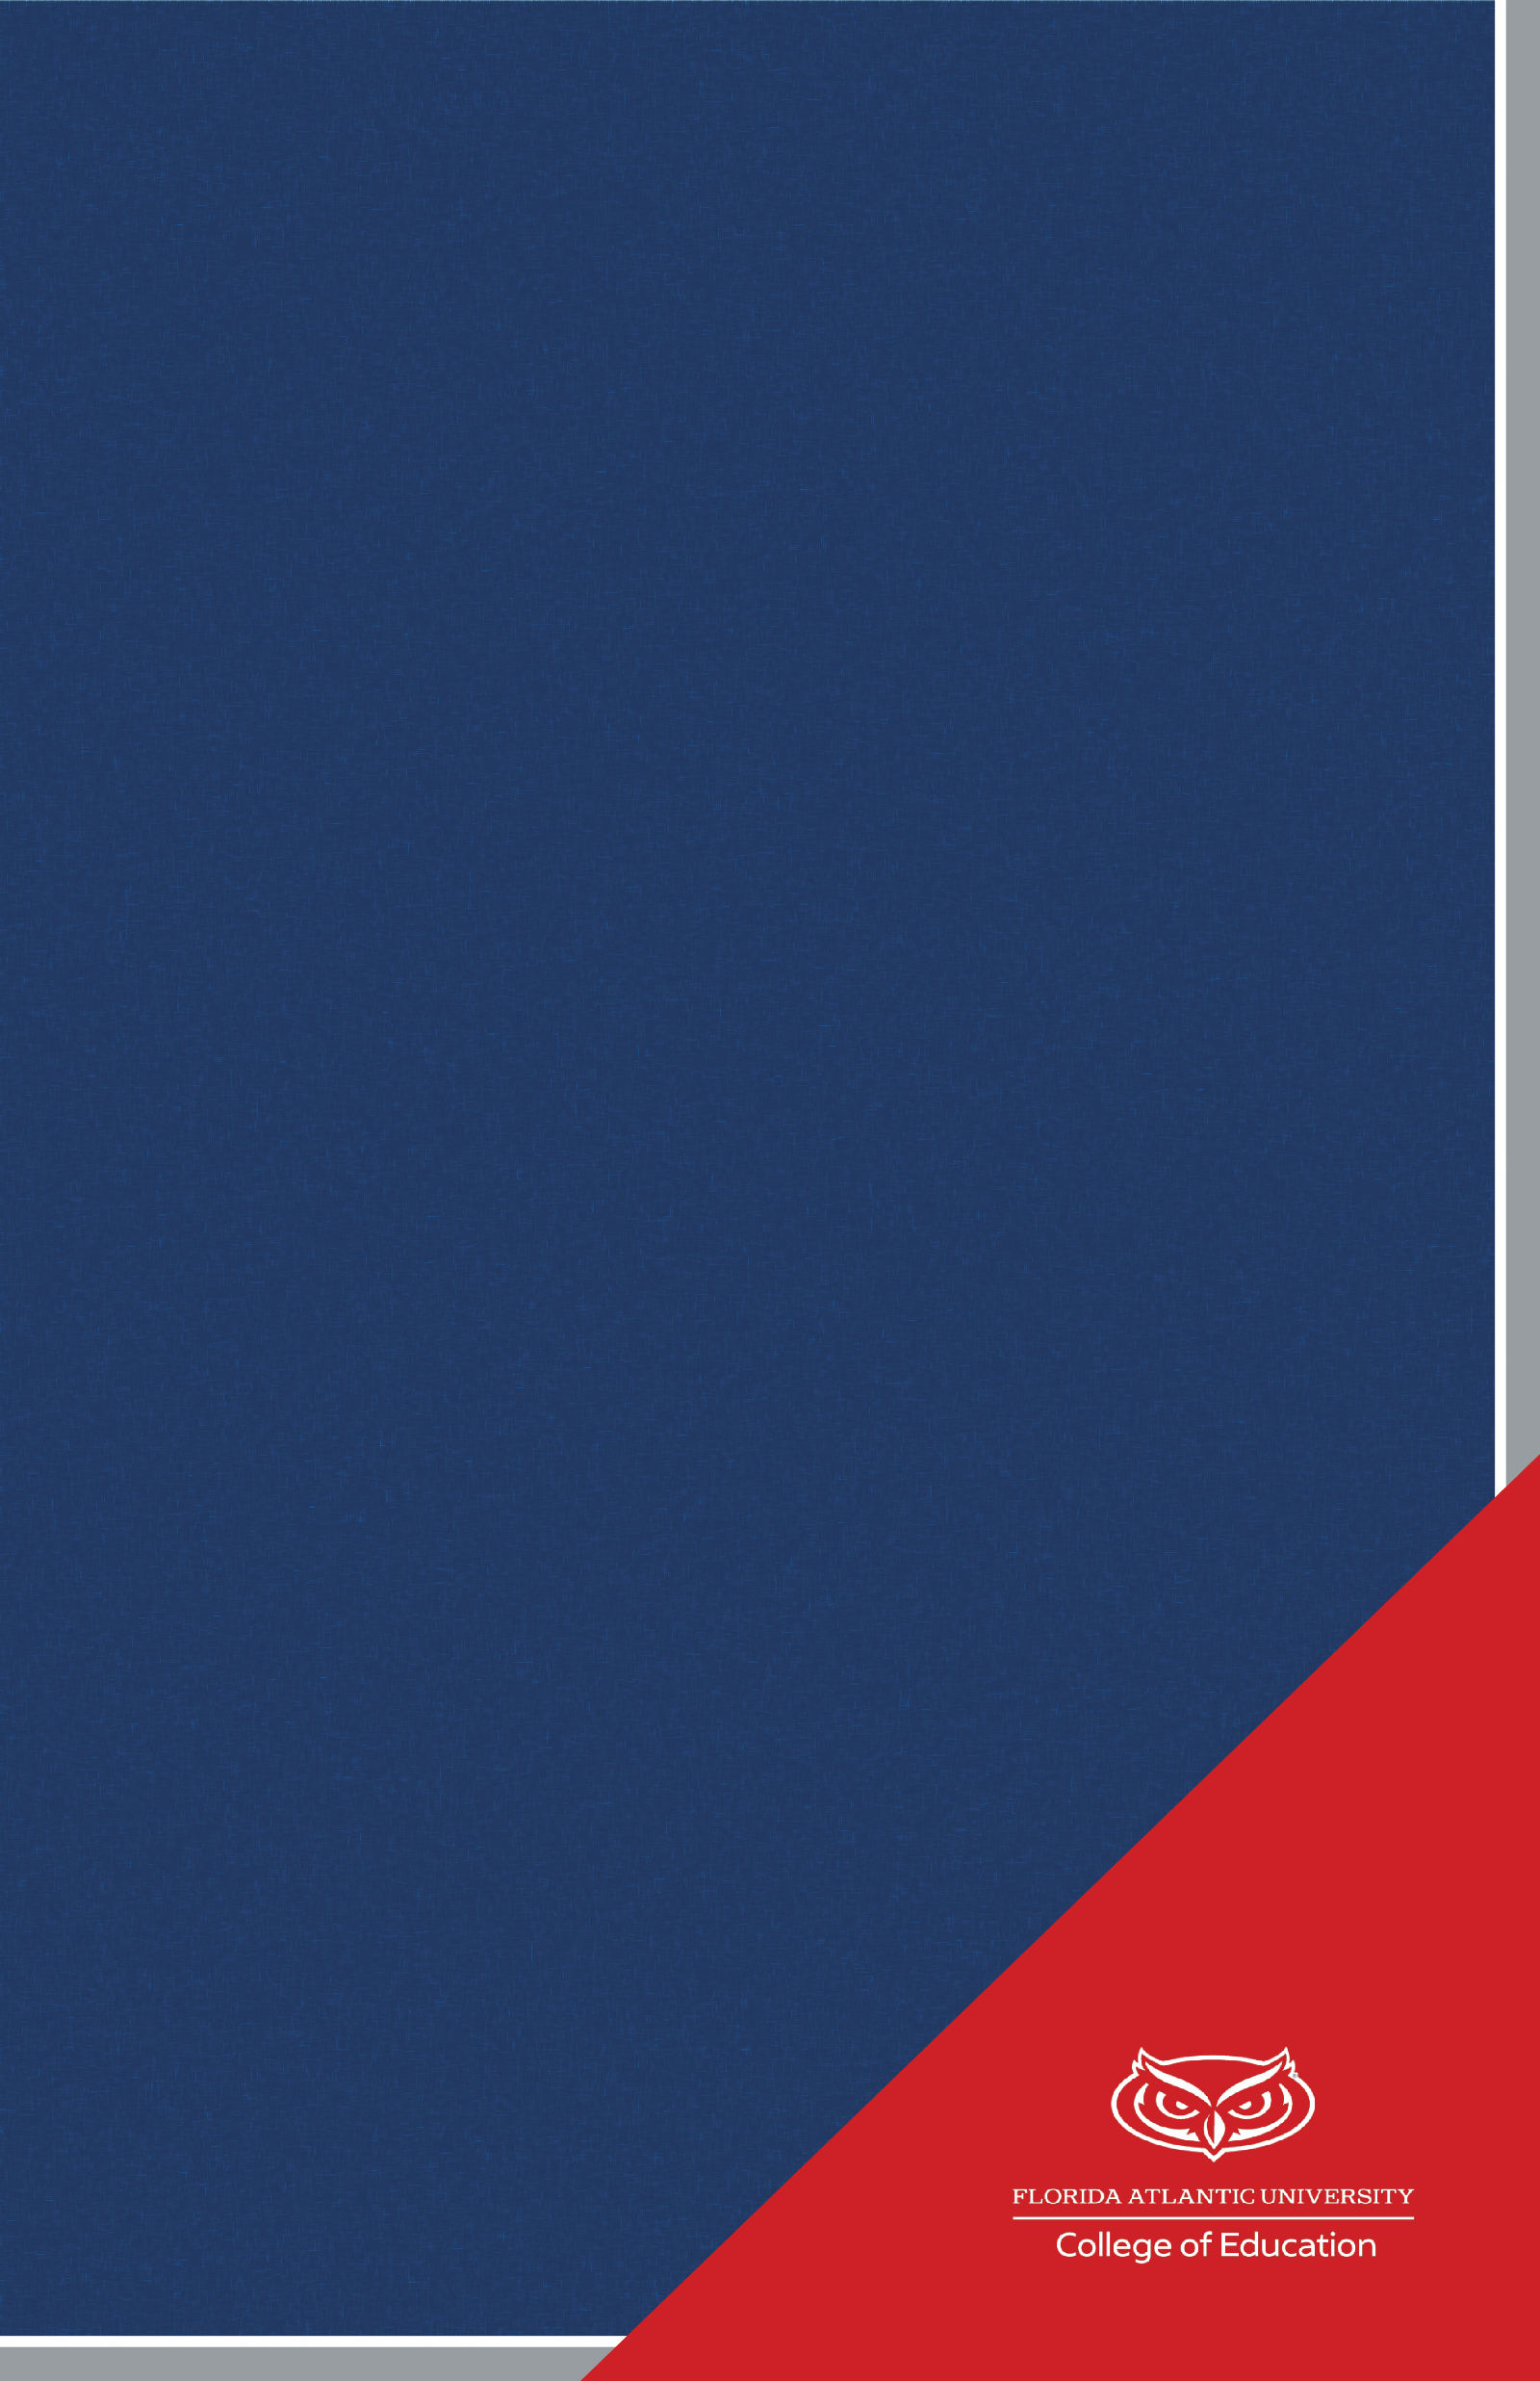 FLORIDA ATLANTIC UNIVERSITY
College of Education